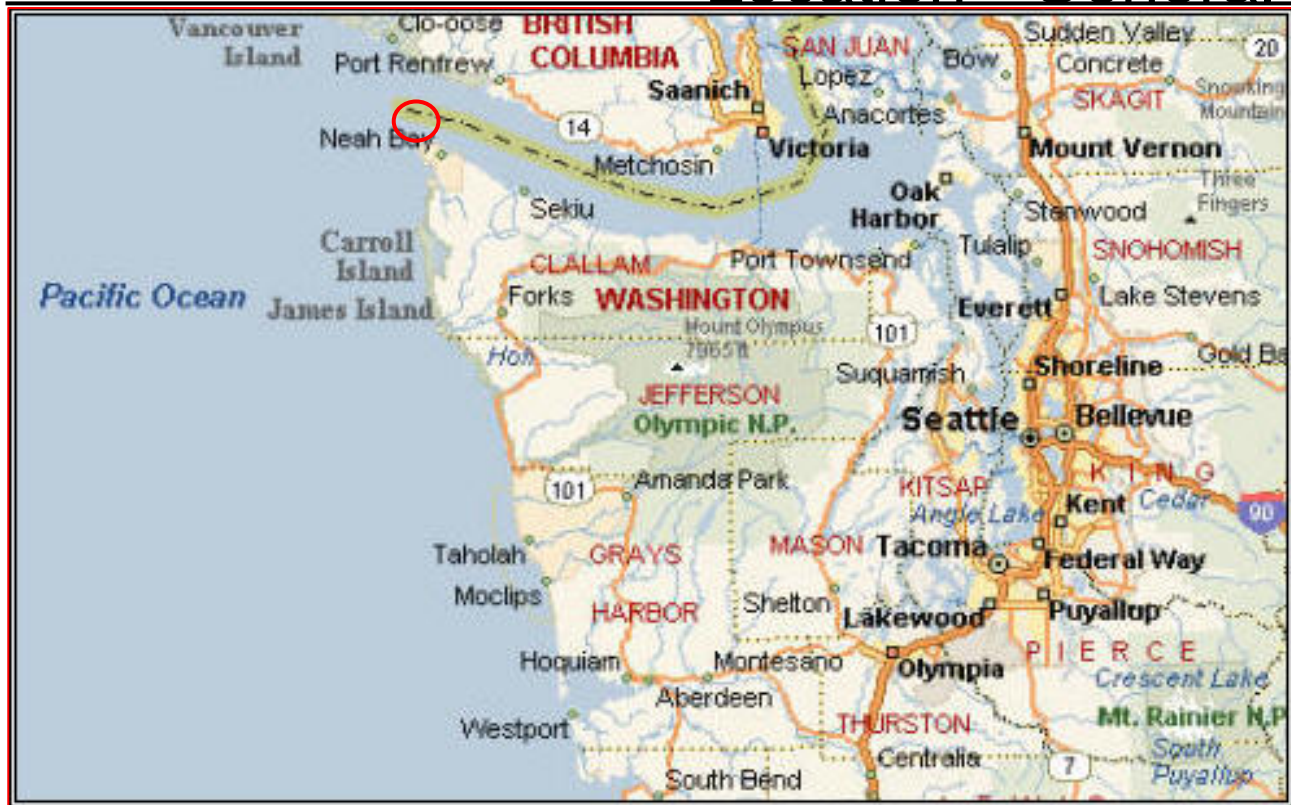 Vancouver
Island
Clo-oose
BRITISH
COLUMBIA
Port Renfrew
SAN JUAN
Lopez
Bow
Sudden Valley
Concrete
20
SKAGIT
Mountain
Saanich
Anacortes
14
Neah Bay
Metchosin
Victoria
Mount Vernon
Oak
Harbor
Stanwood
Three
Fingers
Sekiu
Carroll
Island
CLALLAM
Port Townsend
Tulalip
SNOHOMISH
Pacific Ocean
James Island
Forks
WASHINGTON
Mount Olympus
7965 ft
101
Everett
Lake Stevens
Hoh
Suquamish
Shoreline
Gold Ba
JEFFERSON
Olympic N.P.
Seattle
Bellevue
101
Amanda Park
KITSAP
KING
Angle Lake
Kent
Cedar
90
Taholah
GRAYS
MASON
Tacoma
Federal Way
Moclips
HARBOR
Shelton
Lakewood
Puyallup
Hoquiam
Montesano
Olympia
PIERCE
Crescent Lake
Aberdeen
Westport
THURSTON
Mt. Rainier N.P
Centralia
7
South
Puyallup
South Bend